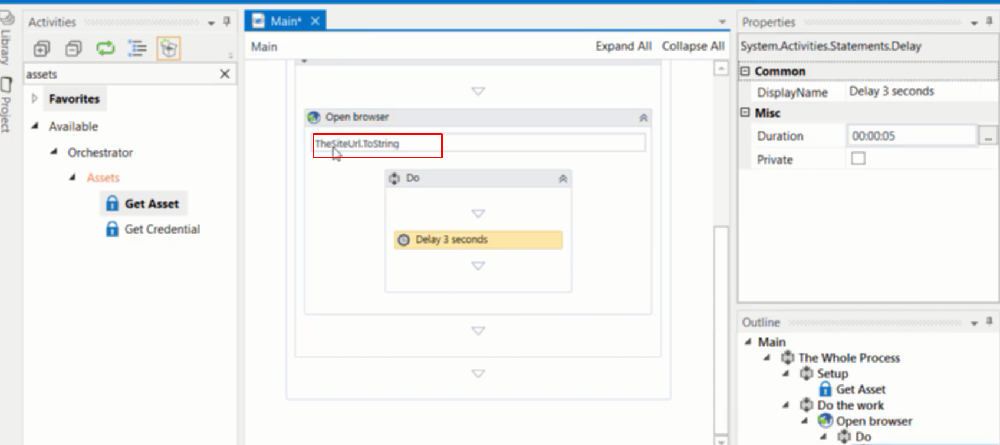 Library
Project
Activities
assets
Favorites
Available
Orchestrator
Assets
Get Asset
Get Credential
Main*
Main
Expand All Collapse All
Open browser
TheSiteUrl.ToString
Do
Delay 3 seconds
Properties
System.Activities.Statements.Delay
Common
DisplayName Delay 3 seconds
Misc
Duration 00:00:05 ...
Private
Outline
Main
The Whole Process
Setup
Get Asset
Do the work
Open browser
Do